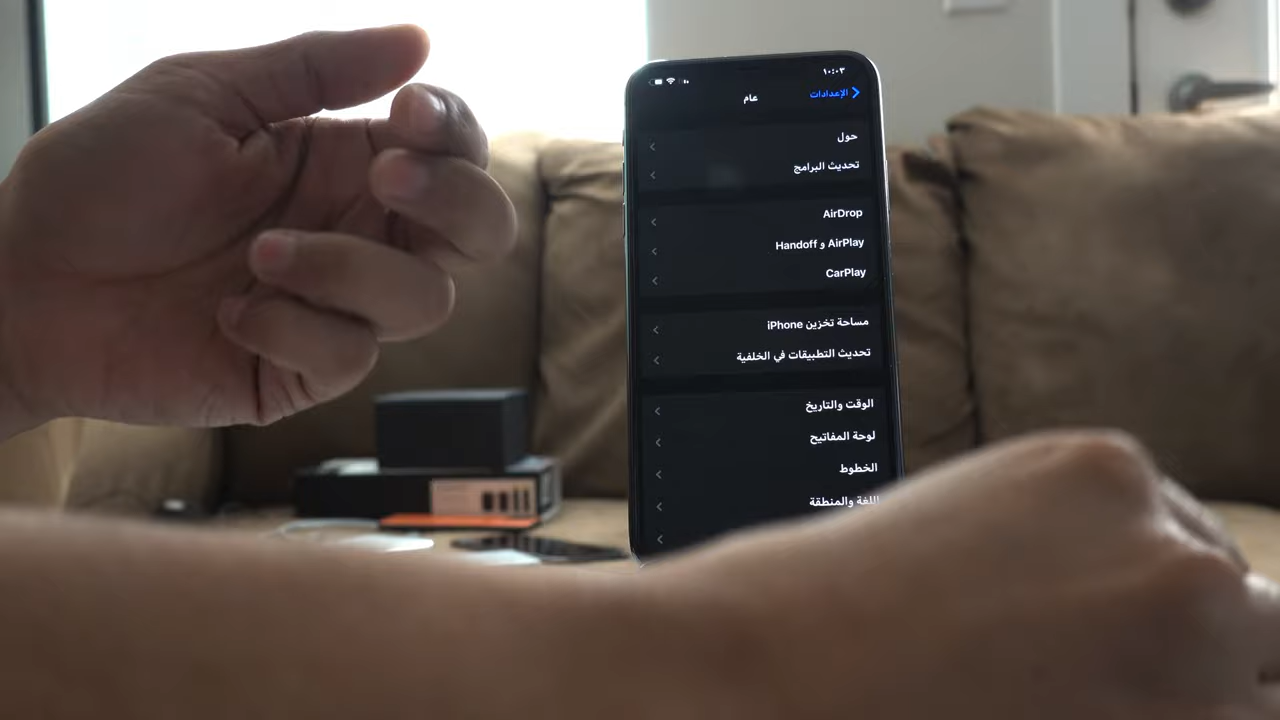 ١٠:٠٣
الإعدادات
عام
حول
تحديث البرامج
AirDrop
AirPlay و Handoff
CarPlay
مساحة تخزين iPhone
تحديث التطبيقات في الخلفية
الوقت والتاريخ
لوحة المفاتيح
الخطوط
اللغة والمنطقة